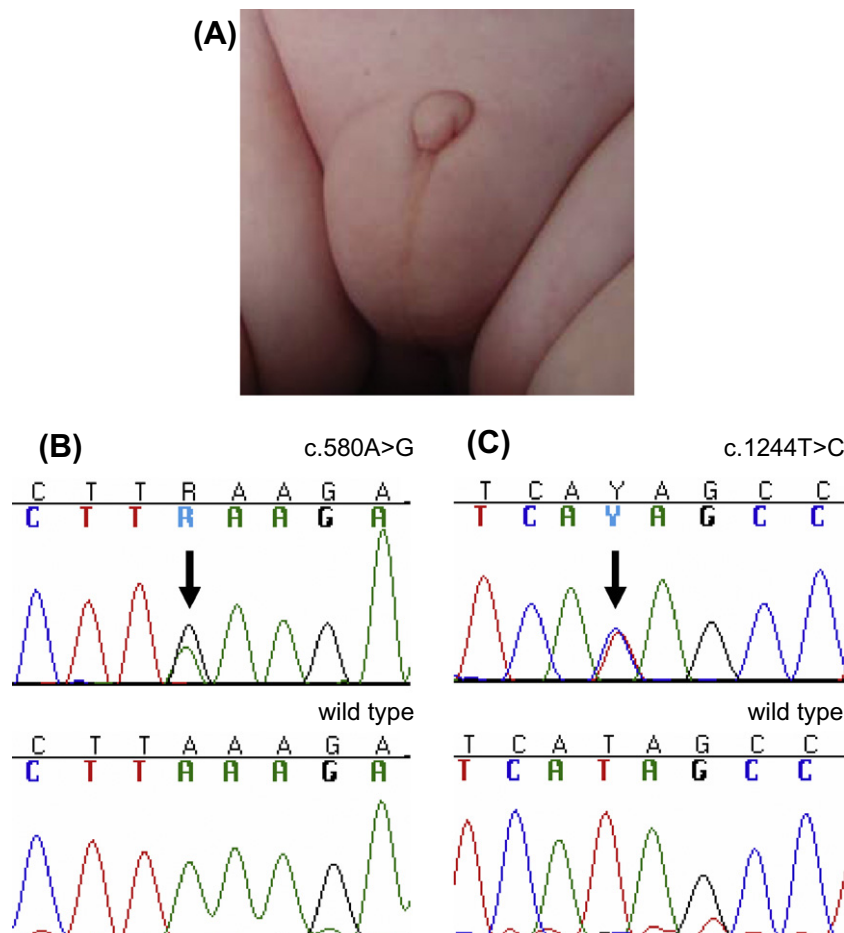 (A)
(B) c.580A>G
C T T R A A G A
C T T R A A G A
wild type
C T T A A A G A
C T T A A A G A
(C) c.1244T>C
T C A Y A G C C
T C A Y A G C C
wild type
T C A T A G C C
T C A T A G C C